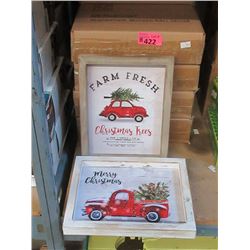 422
FARM FRESH
Christmas Trees
Merry
Christmas